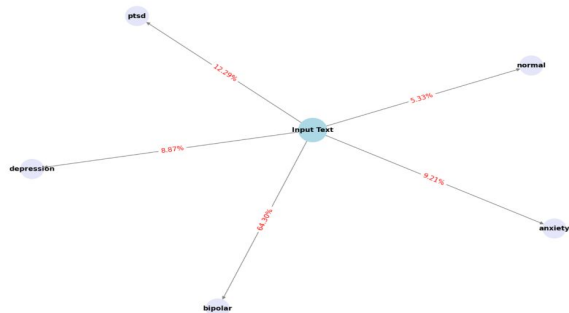 ptsd
normal
12.29%
5.33%
Input Text
8.87%
depression
9.21%
64.30%
anxiety
bipolar